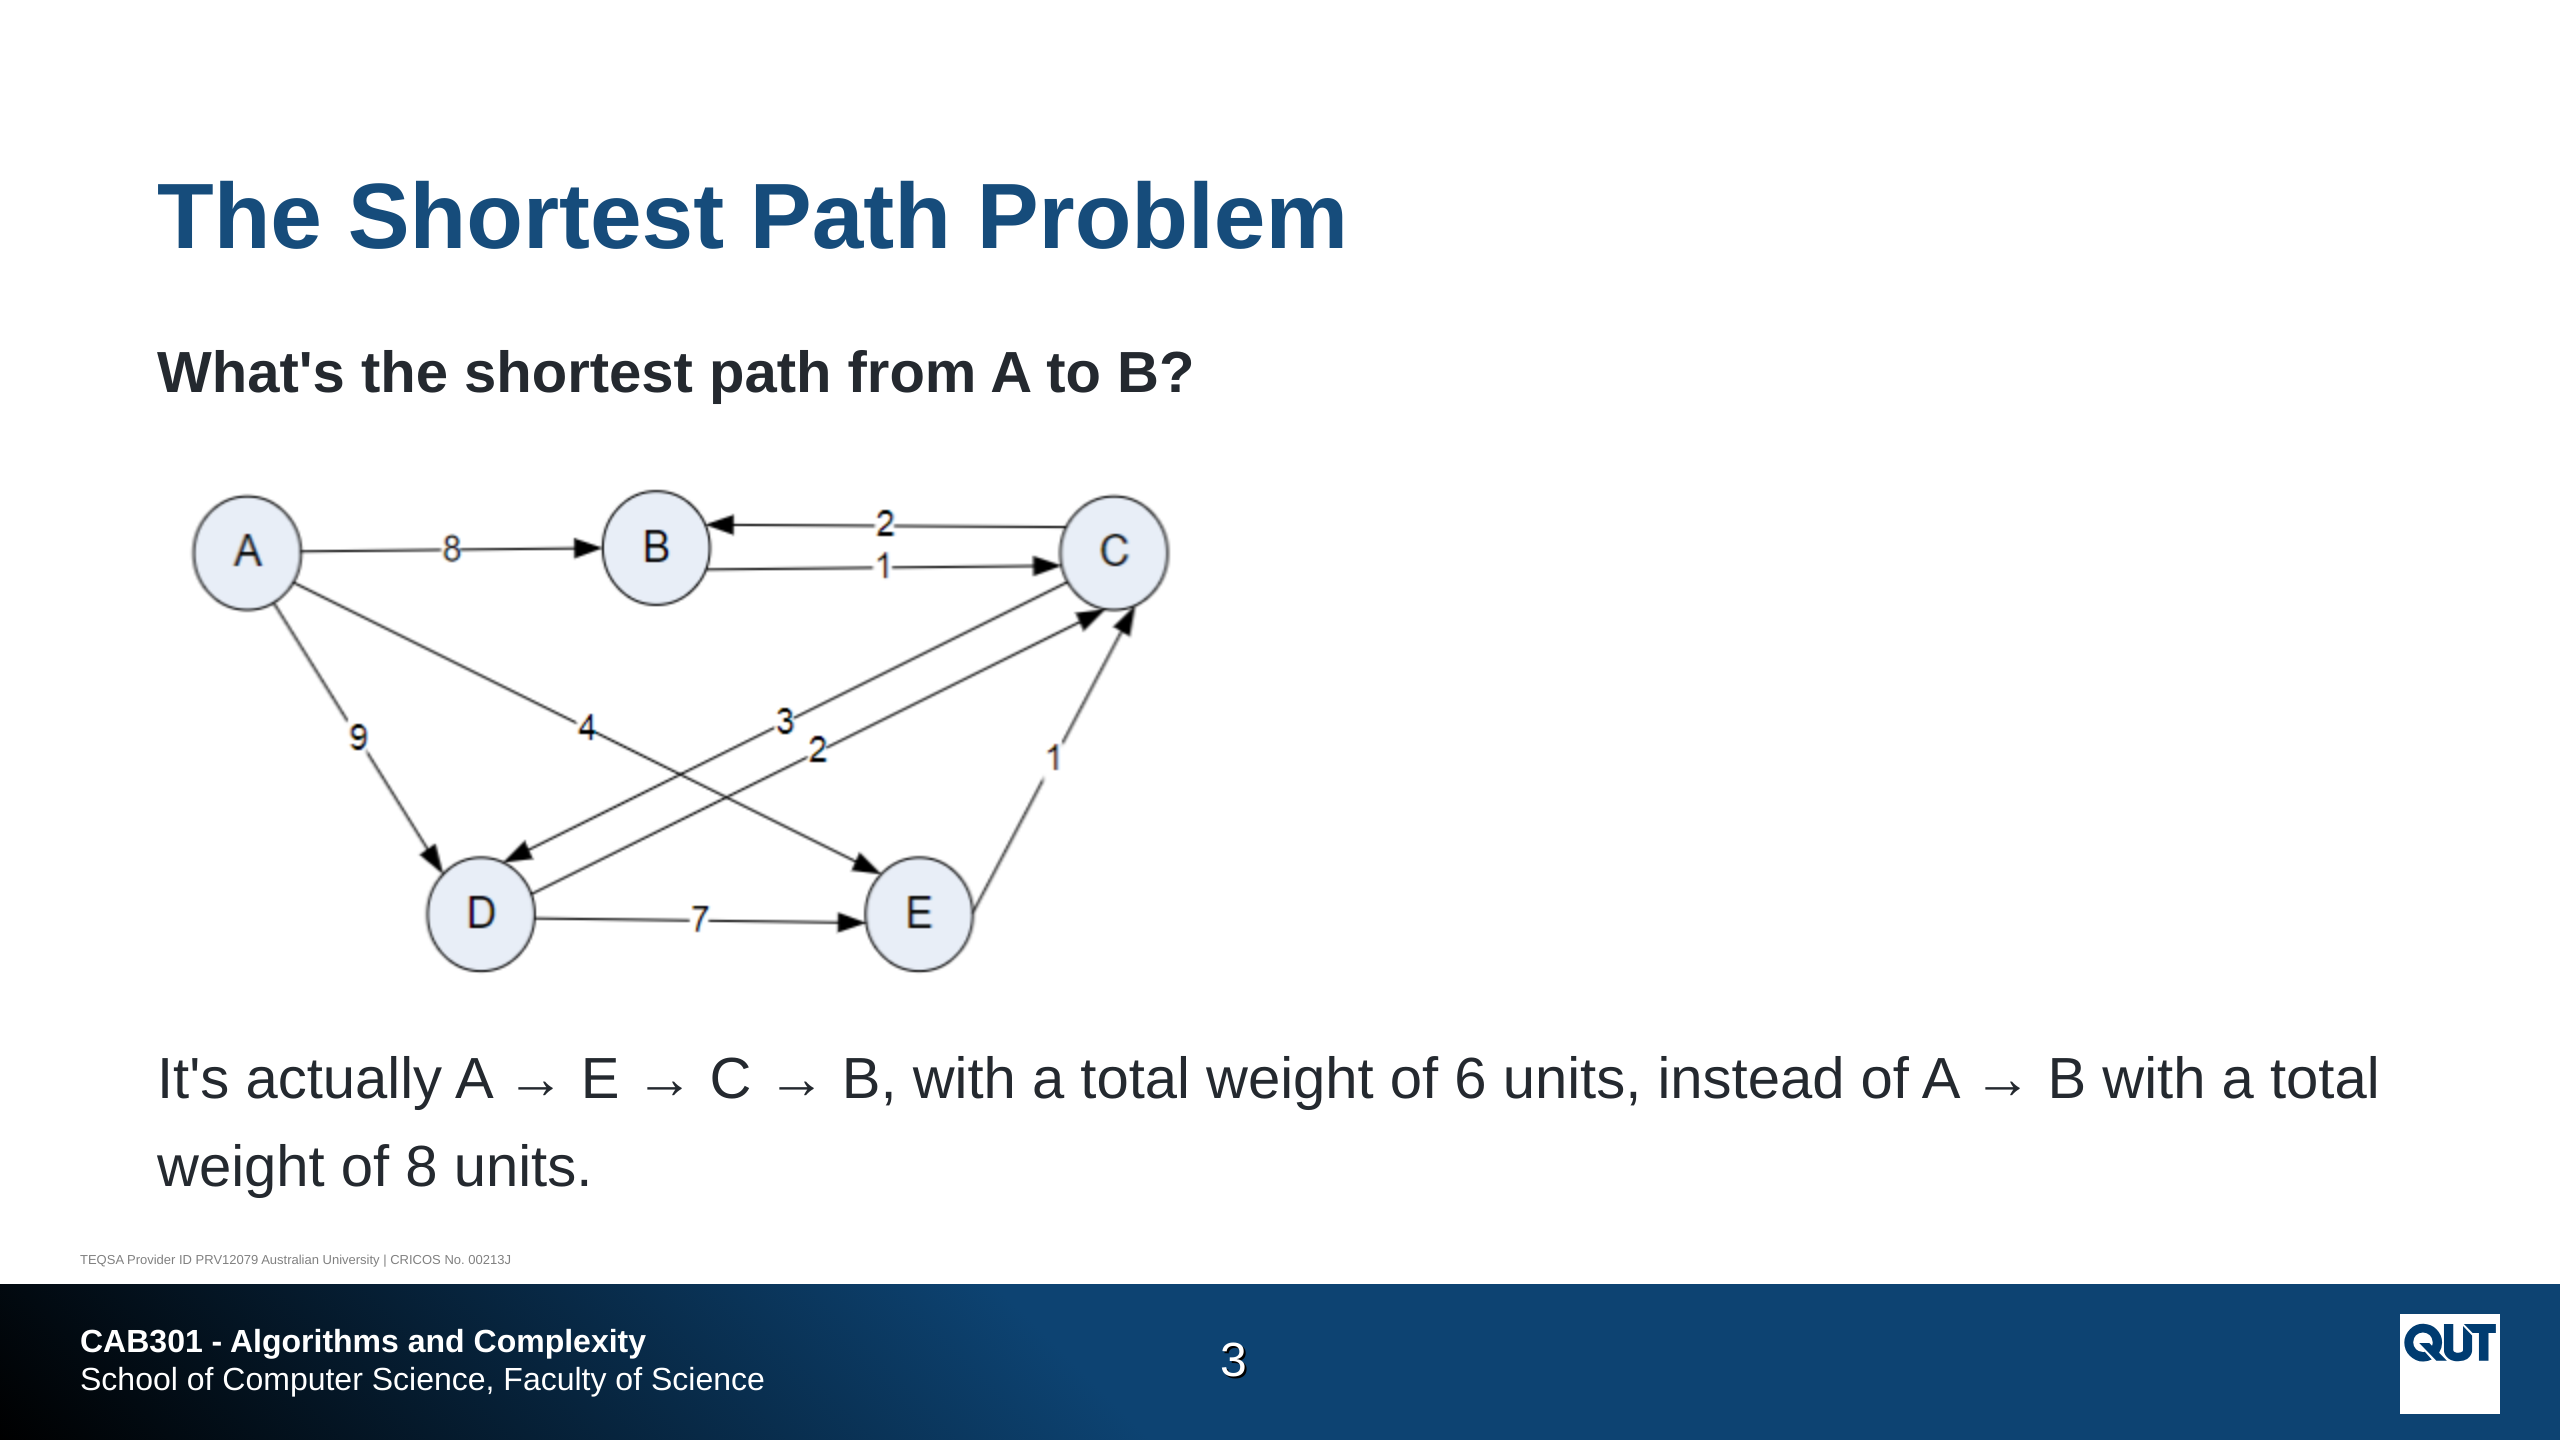 The Shortest Path Problem
What's the shortest path from A to B?
A
8
B
2
1
C
9
4
3
2
1
D
7
E
It's actually A → E → C → B, with a total weight of 6 units, instead of A → B with a total
weight of 8 units.
TEQSA Provider ID PRV12079 Australian University | CRICOS No. 00213J
CAB301 - Algorithms and Complexity
School of Computer Science, Faculty of Science
3
QUT